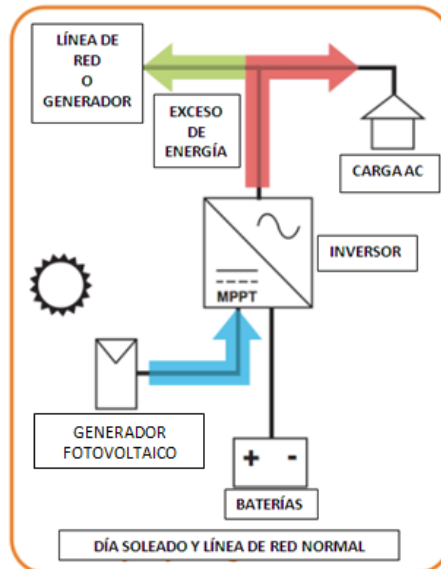 LÍNEA DE
RED
O
GENERADOR
EXCESO
DE
ENERGÍA
CARGA AC
INVERSOR
MPPT
GENERADOR
FOTOVOLTAICO
+ -
BATERÍAS
DÍA SOLEADO Y LÍNEA DE RED NORMAL